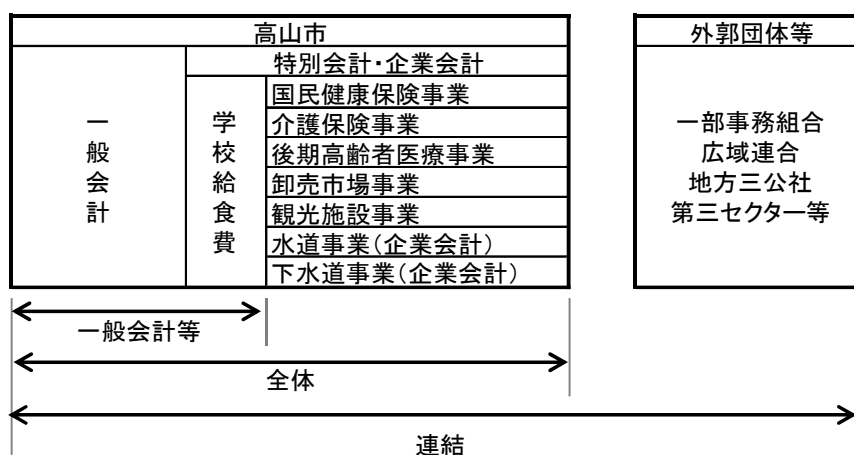 高山市
外郭団体等
一般会計
特別会計・企業会計
学校給食費
国民健康保険事業
介護保険事業
後期高齢者医療事業
卸売市場事業
観光施設事業
水道事業(企業会計)
下水道事業(企業会計)
一部事務組合
広域連合
地方三公社
第三セクター等
一般会計等
全体
連結